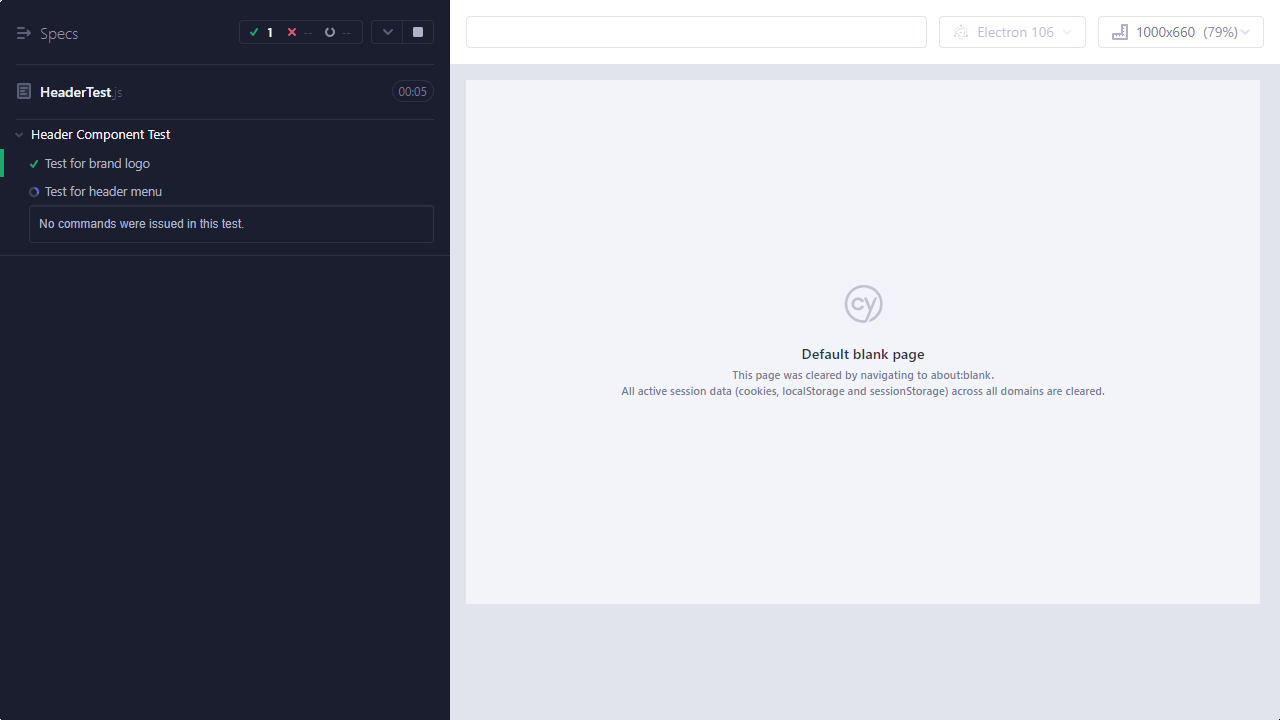 Specs
1
--
--
Electron 106
1000x660 (79%)
HeaderTest.js
00:05
Header Component Test
Test for brand logo
Test for header menu
No commands were issued in this test.
cy
Default blank page
This page was cleared by navigating to about:blank.
All active session data (cookies, localStorage and sessionStorage) across all domains are cleared.